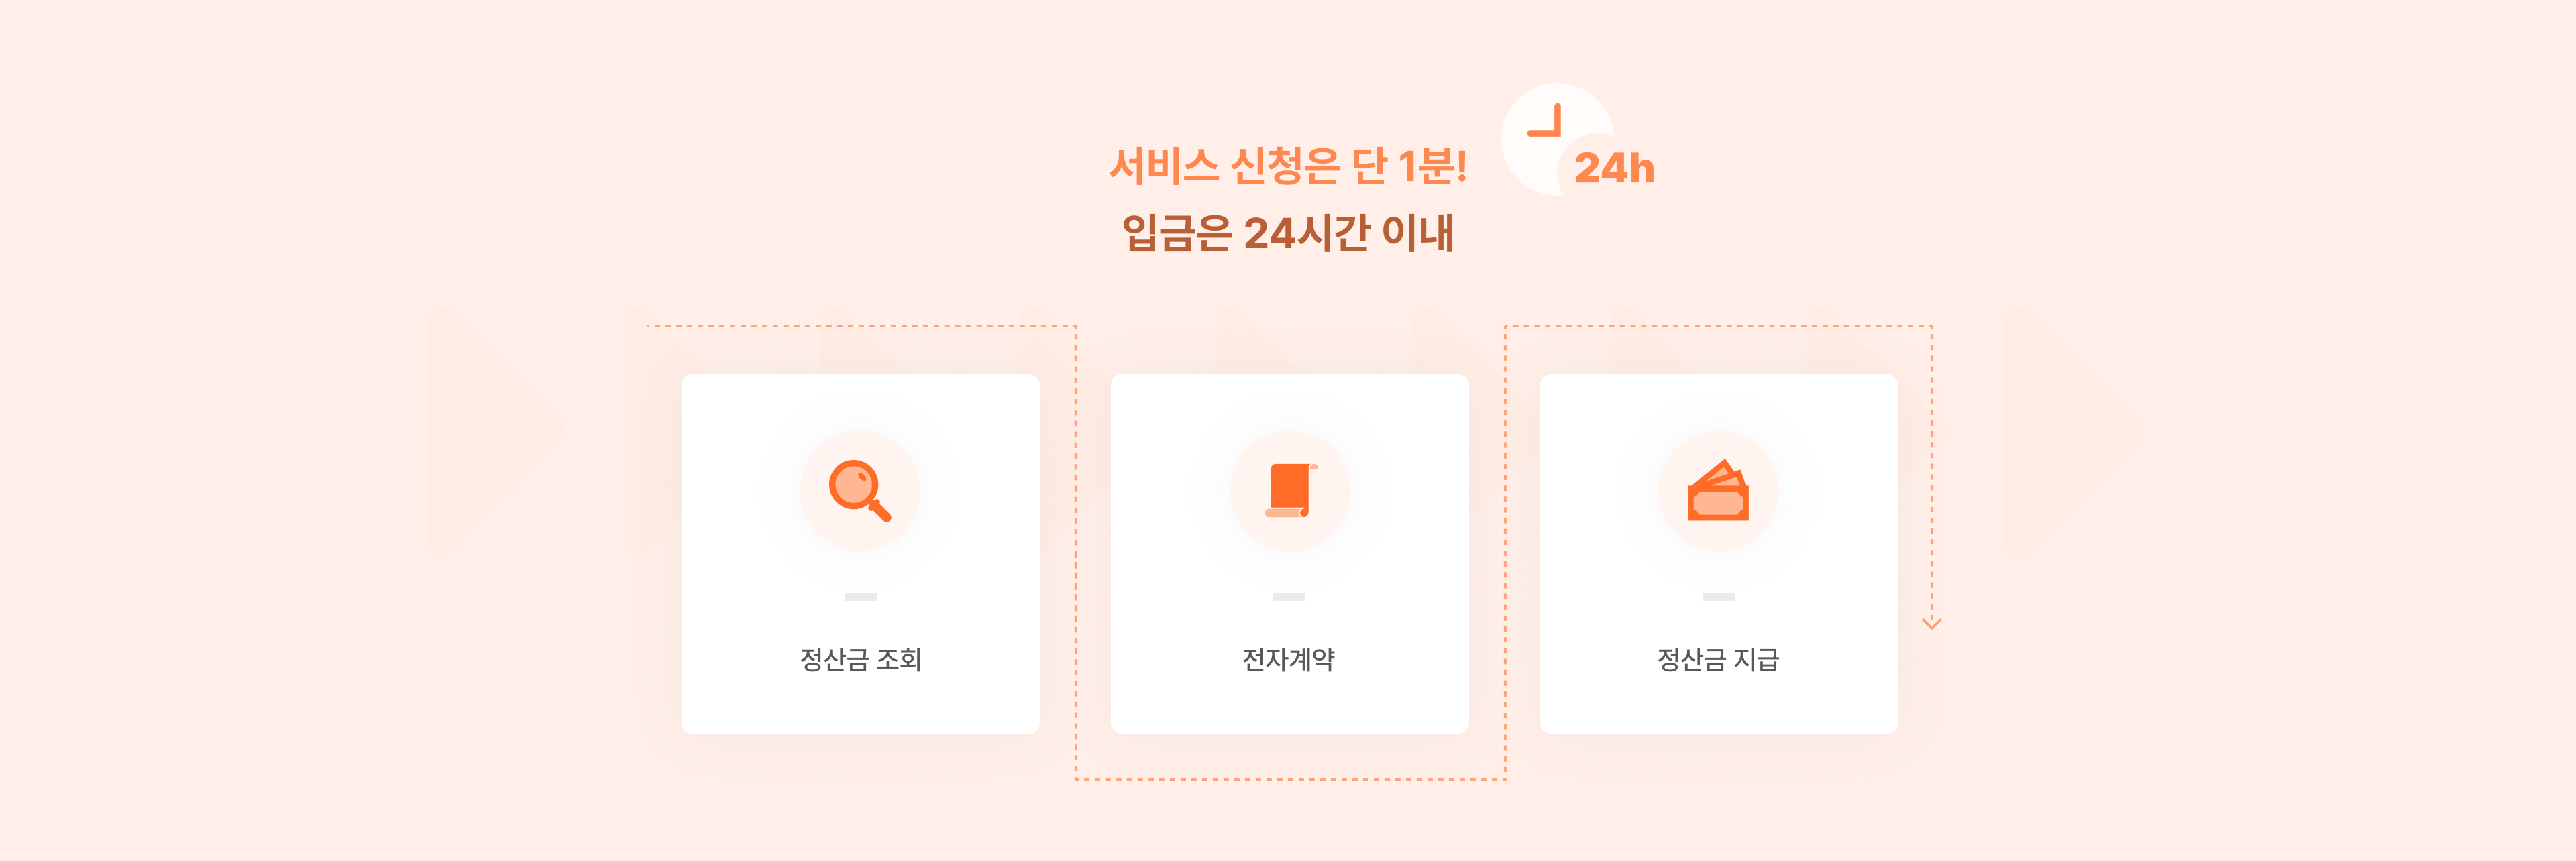 서비스 신청은 단 1분!
24h
입금은 24시간 이내
정산금 조회
전자계약
정산금 지급